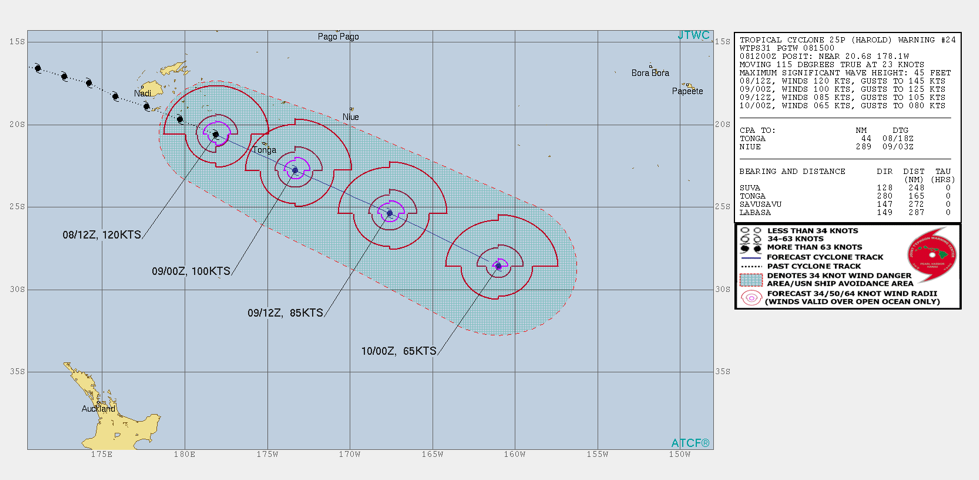 JTWC
15S
15S
Pago Pago
Bora Bora
Papeete
Nadi
Niue
20S
20S
Tonga
25S
25S
08/12Z, 120KTS
09/00Z, 100KTS
30S
30S
09/12Z, 85KTS
10/00Z, 65KTS
35S
35S
Auckland
ATCF®
175E
180E
175W
170W
165W
160W
155W
150W
TROPICAL CYCLONE 25P (HAROLD) WARNING #24
WTPS31 PGTW 081500
081200Z POSIT: NEAR 20.6S 178.1W
MOVING 115 DEGREES TRUE AT 23 KNOTS
MAXIMUM SIGNIFICANT WAVE HEIGHT: 45 FEET
08/12Z, WINDS 120 KTS, GUSTS TO 145 KTS
09/00Z, WINDS 100 KTS, GUSTS TO 125 KTS
09/12Z, WINDS 085 KTS, GUSTS TO 105 KTS
10/00Z, WINDS 065 KTS, GUSTS TO 080 KTS
CPA TO: NM DTG
TONGA 44 08/18Z
NIUE 289 09/03Z
BEARING AND DISTANCE DIR DIST TAU
(NM) (HRS)
SUVA 128 248 0
TONGA 280 165 0
SAVUSAVU 147 272 0
LABASA 149 287 0
LESS THAN 34 KNOTS
34-63 KNOTS
MORE THAN 63 KNOTS
FORECAST CYCLONE TRACK
PAST CYCLONE TRACK
DENOTES 34 KNOT WIND DANGER
AREA/USN SHIP AVOIDANCE AREA
FORECAST 34/50/64 KNOT WIND RADII
(WINDS VALID OVER OPEN OCEAN ONLY)